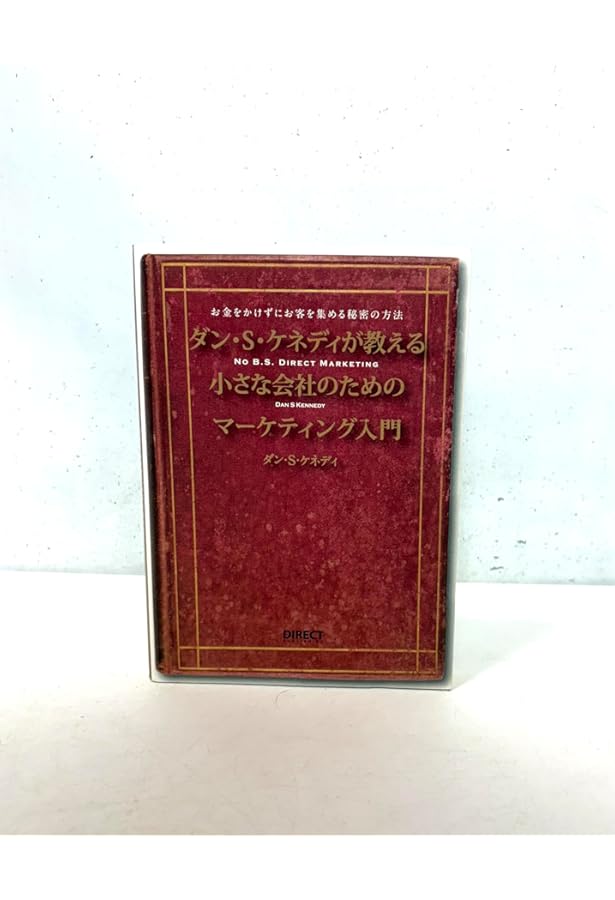 お金をかけずにお客を集める秘密の方法
ダン・S・ケネディが教える
NO B.S. DIRECT MARKETING
小さな会社のための
DAN S KENNEDY
マーケティング入門
ダン・S・ケネディ
DIRECT